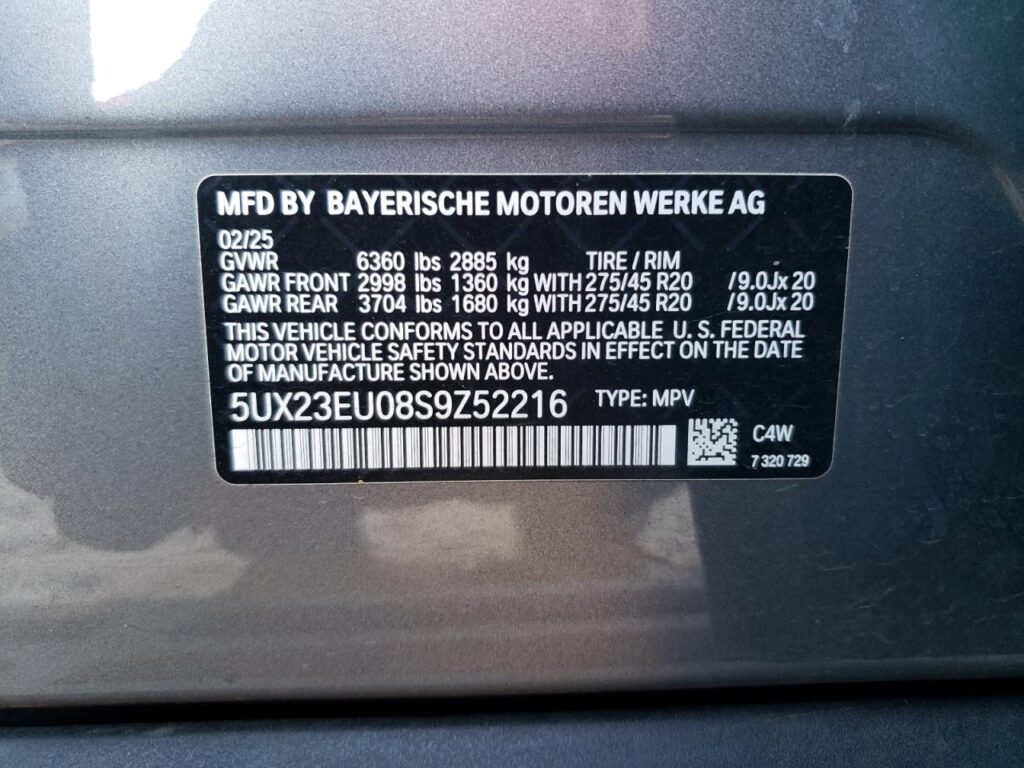 MFD BY BAYERISCHE MOTOREN WERKE AG
02/25
GVWR 6360 lbs 2885 kg TIRE / RIM
GAWR FRONT 2998 lbs 1360 kg WITH 275/45 R20 /9.0Jx 20
GAWR REAR 3704 lbs 1680 kg WITH 275/45 R20 /9.0Jx 20
THIS VEHICLE CONFORMS TO ALL APPLICABLE U. S. FEDERAL
MOTOR VEHICLE SAFETY STANDARDS IN EFFECT ON THE DATE
OF MANUFACTURE SHOWN ABOVE.
5UX23EU08S9Z52216 TYPE: MPV
C4W
7 320 729